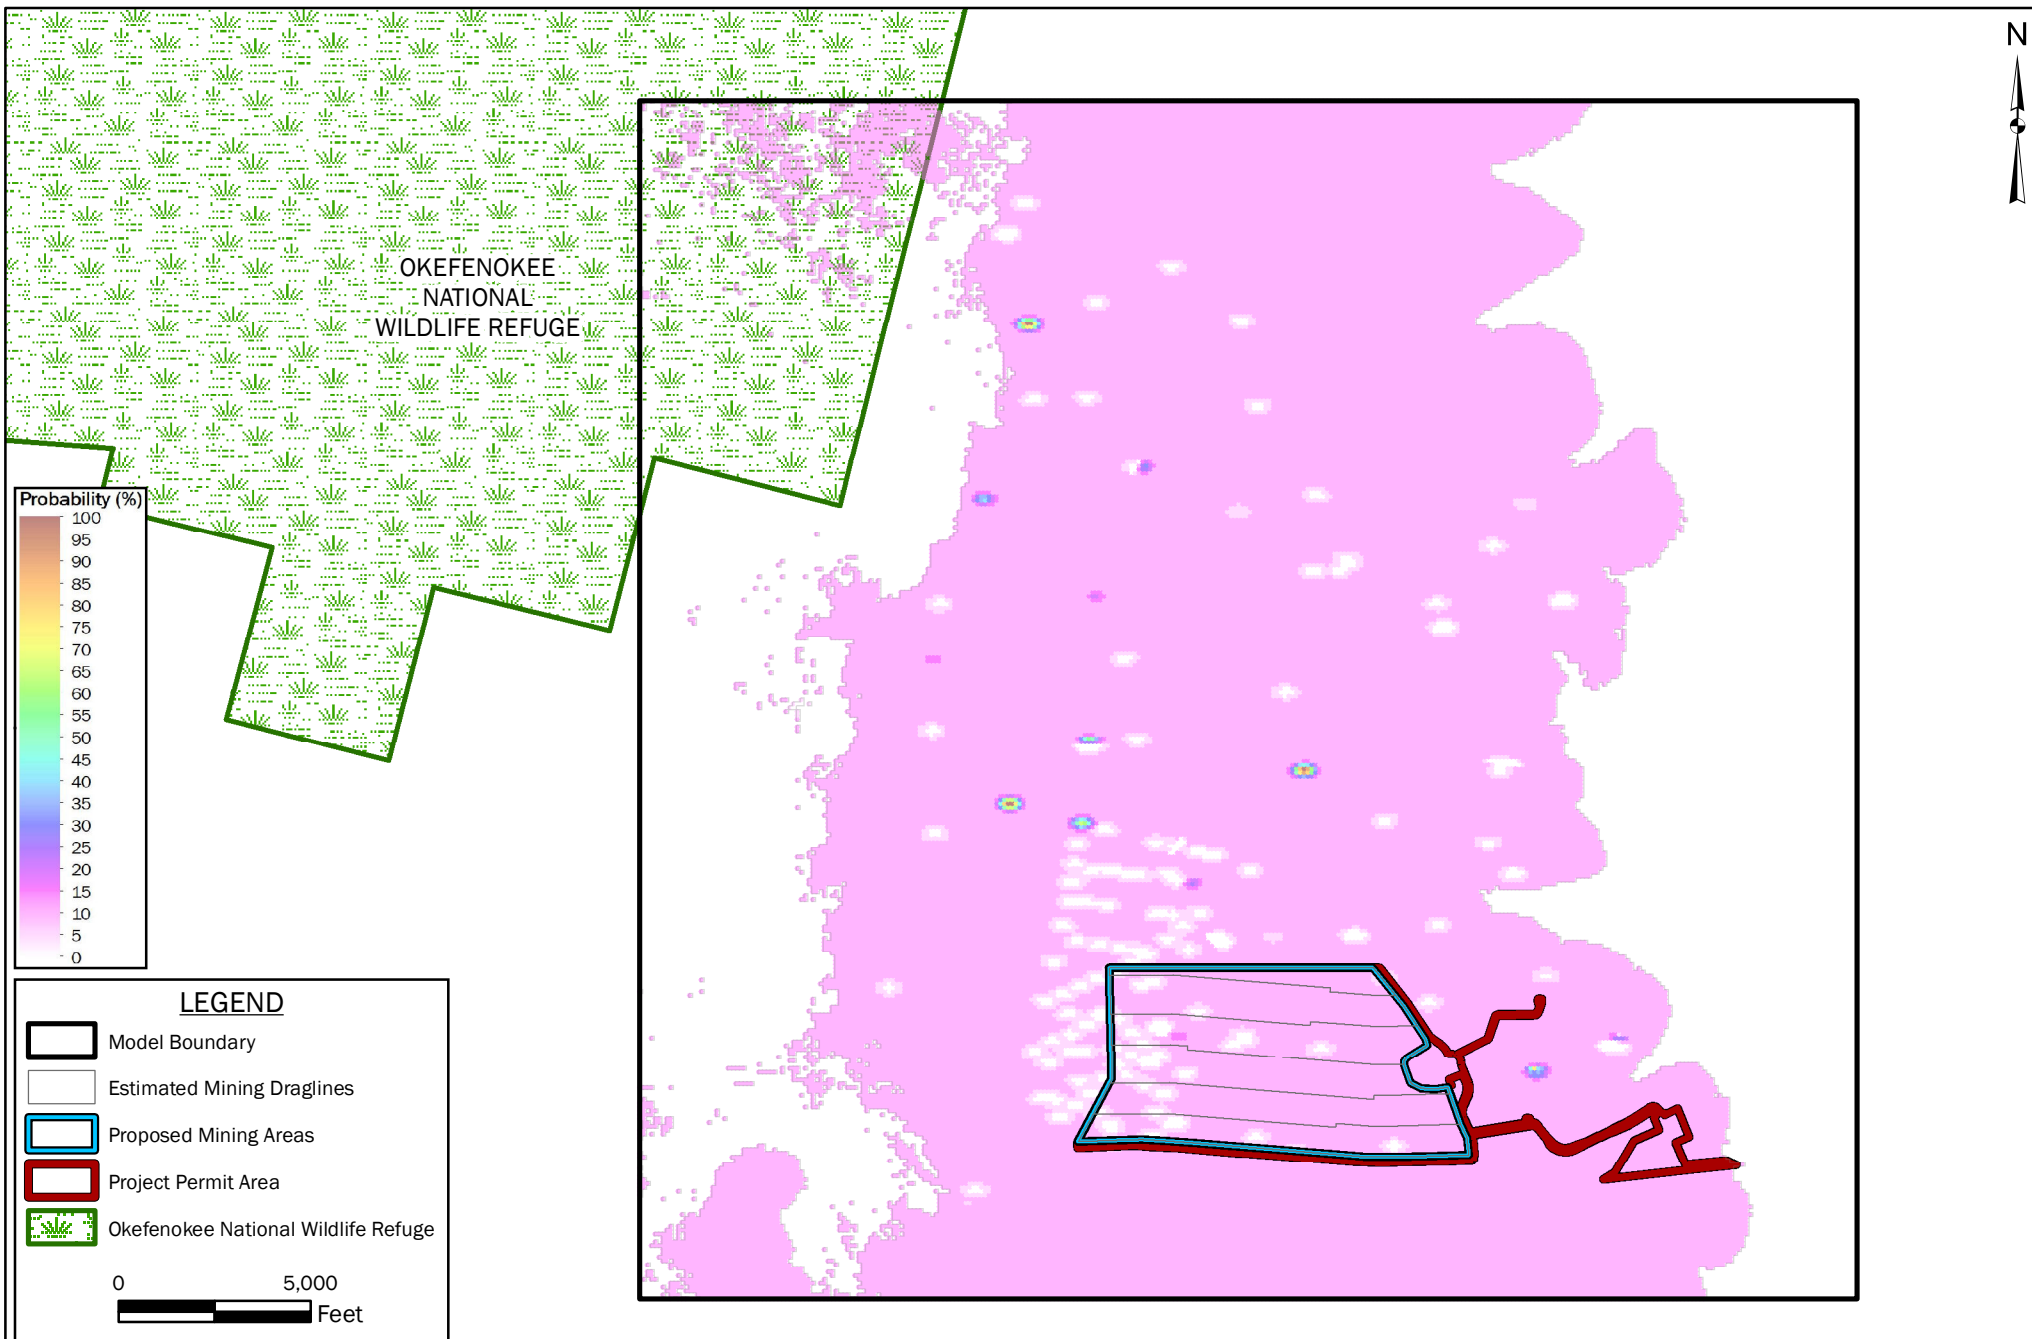 N
OKEFENOKEE
NATIONAL
WILDLIFE REFUGE
Probability (%)
100
95
90
85
80
75
70
65
60
55
50
45
40
35
30
25
20
15
10
5
0
LEGEND
Model Boundary
Estimated Mining Draglines
Proposed Mining Areas
Project Permit Area
Okefenokee National Wildlife Refuge
0 5,000
Feet